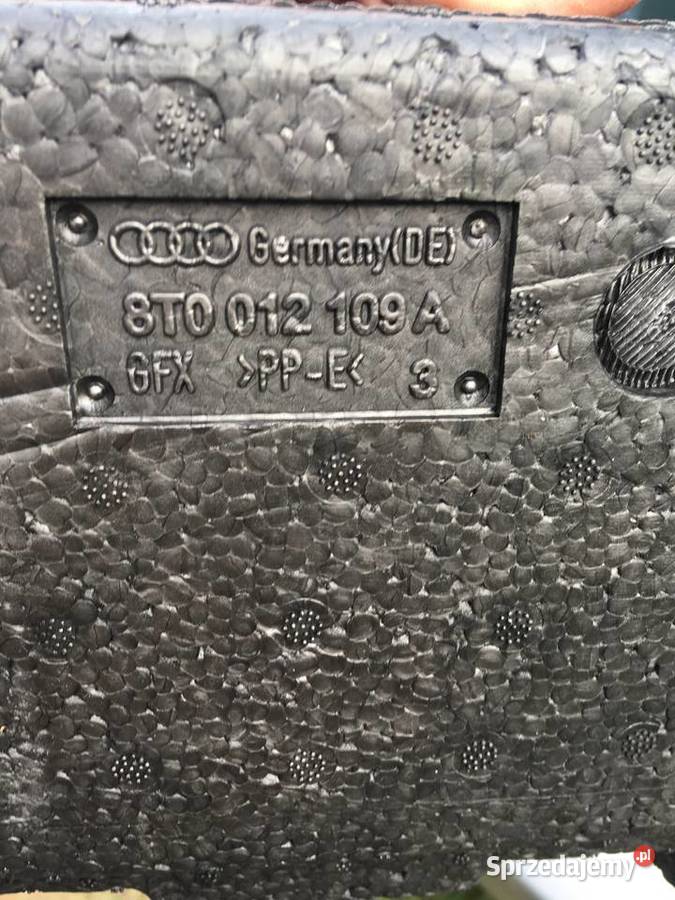 Germany(DE)
8T0 012 109 A
GFX >PP-E< 3
Sprzedajemy.pl